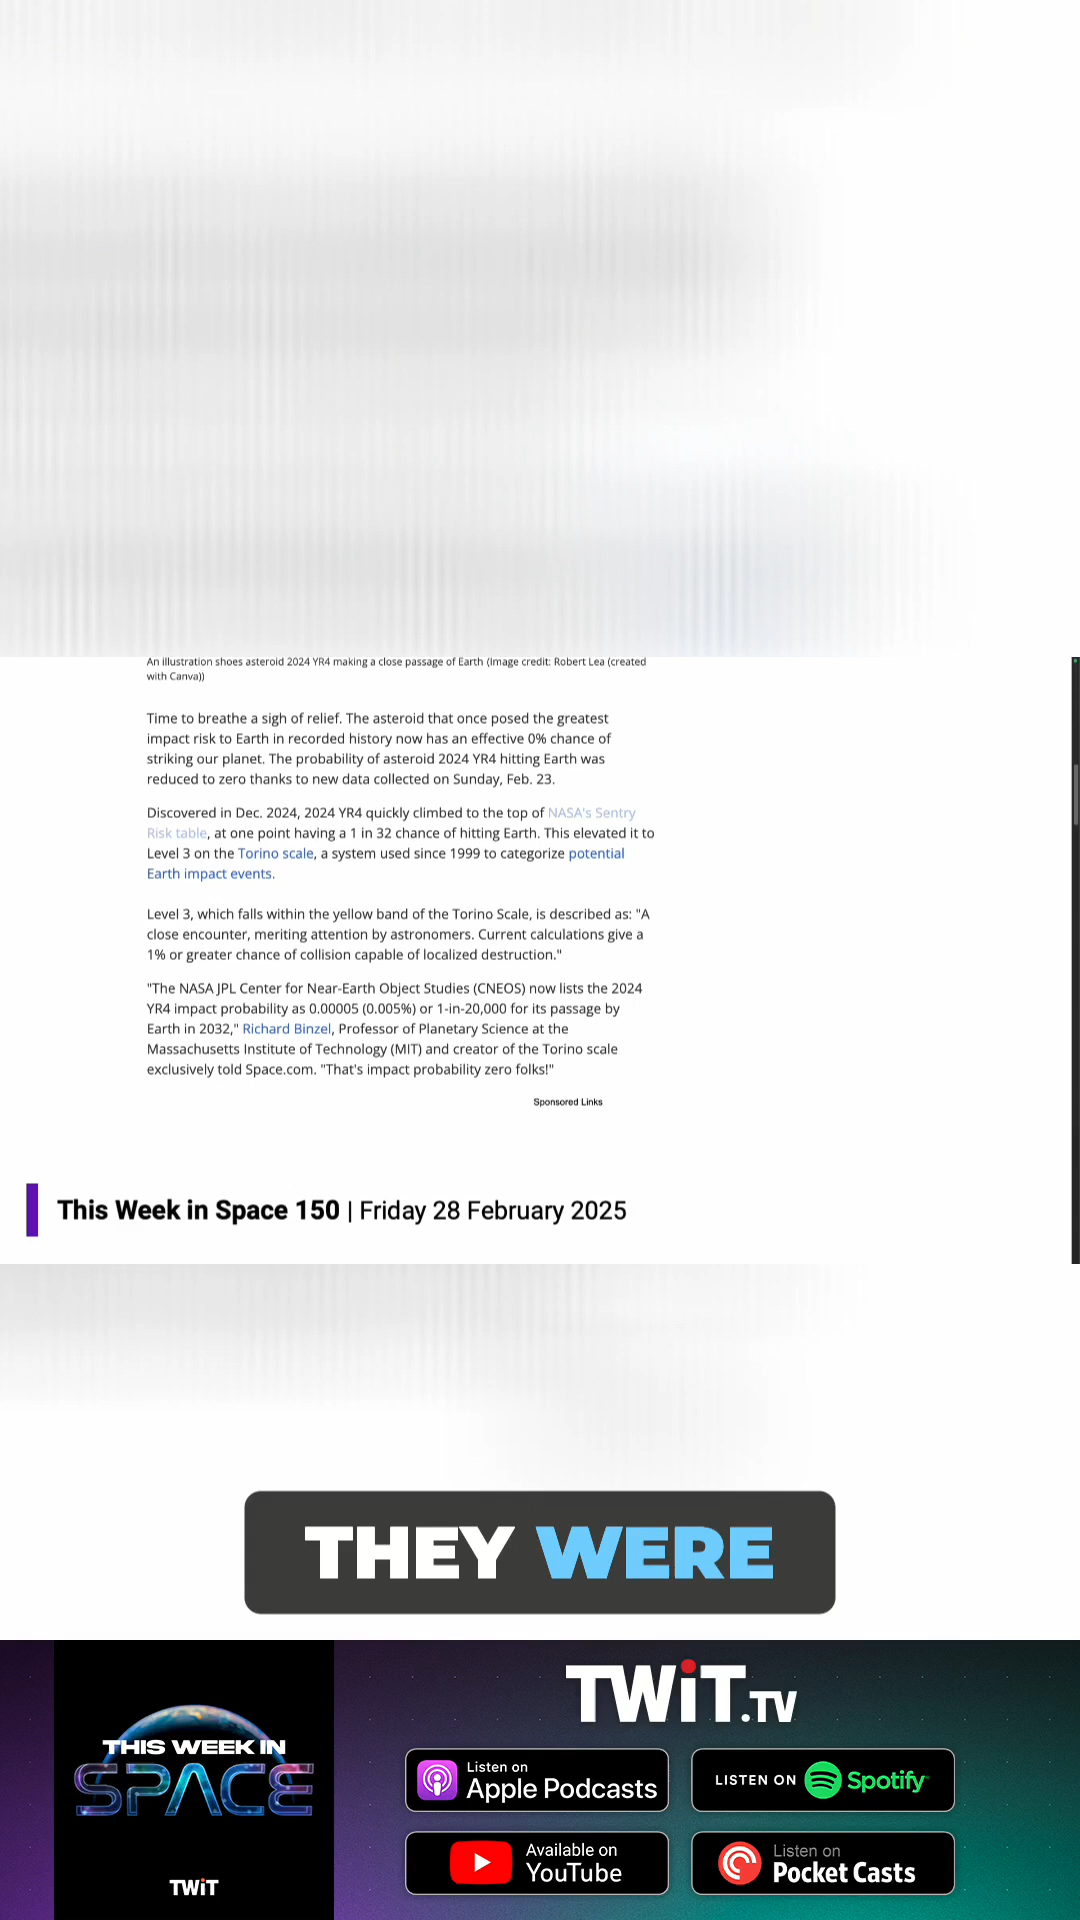 An illustration shoes asteroid 2024 YR4 making a close passage of Earth (Image credit: Robert Lea (created
with Canva))
Time to breathe a sigh of relief. The asteroid that once posed the greatest
impact risk to Earth in recorded history now has an effective 0% chance of
striking our planet. The probability of asteroid 2024 YR4 hitting Earth was
reduced to zero thanks to new data collected on Sunday, Feb. 23.
Discovered in Dec. 2024, 2024 YR4 quickly climbed to the top of NASA's Sentry
Risk table, at one point having a 1 in 32 chance of hitting Earth. This elevated it to
Level 3 on the Torino scale, a system used since 1999 to categorize potential
Earth impact events.
Level 3, which falls within the yellow band of the Torino Scale, is described as: "A
close encounter, meriting attention by astronomers. Current calculations give a
1% or greater chance of collision capable of localized destruction."
"The NASA JPL Center for Near-Earth Object Studies (CNEOS) now lists the 2024
YR4 impact probability as 0.00005 (0.005%) or 1-in-20,000 for its passage by
Earth in 2032," Richard Binzel, Professor of Planetary Science at the
Massachusetts Institute of Technology (MIT) and creator of the Torino scale
exclusively told Space.com. "That's impact probability zero folks!"
Sponsored Links
This Week in Space 150 | Friday 28 February 2025
THEY WERE
THIS WEEK IN
SPACE
TWiT
TWiT.TV
Listen on
Apple Podcasts
LISTEN ON Spotify
Available on
YouTube
Listen on
Pocket Casts